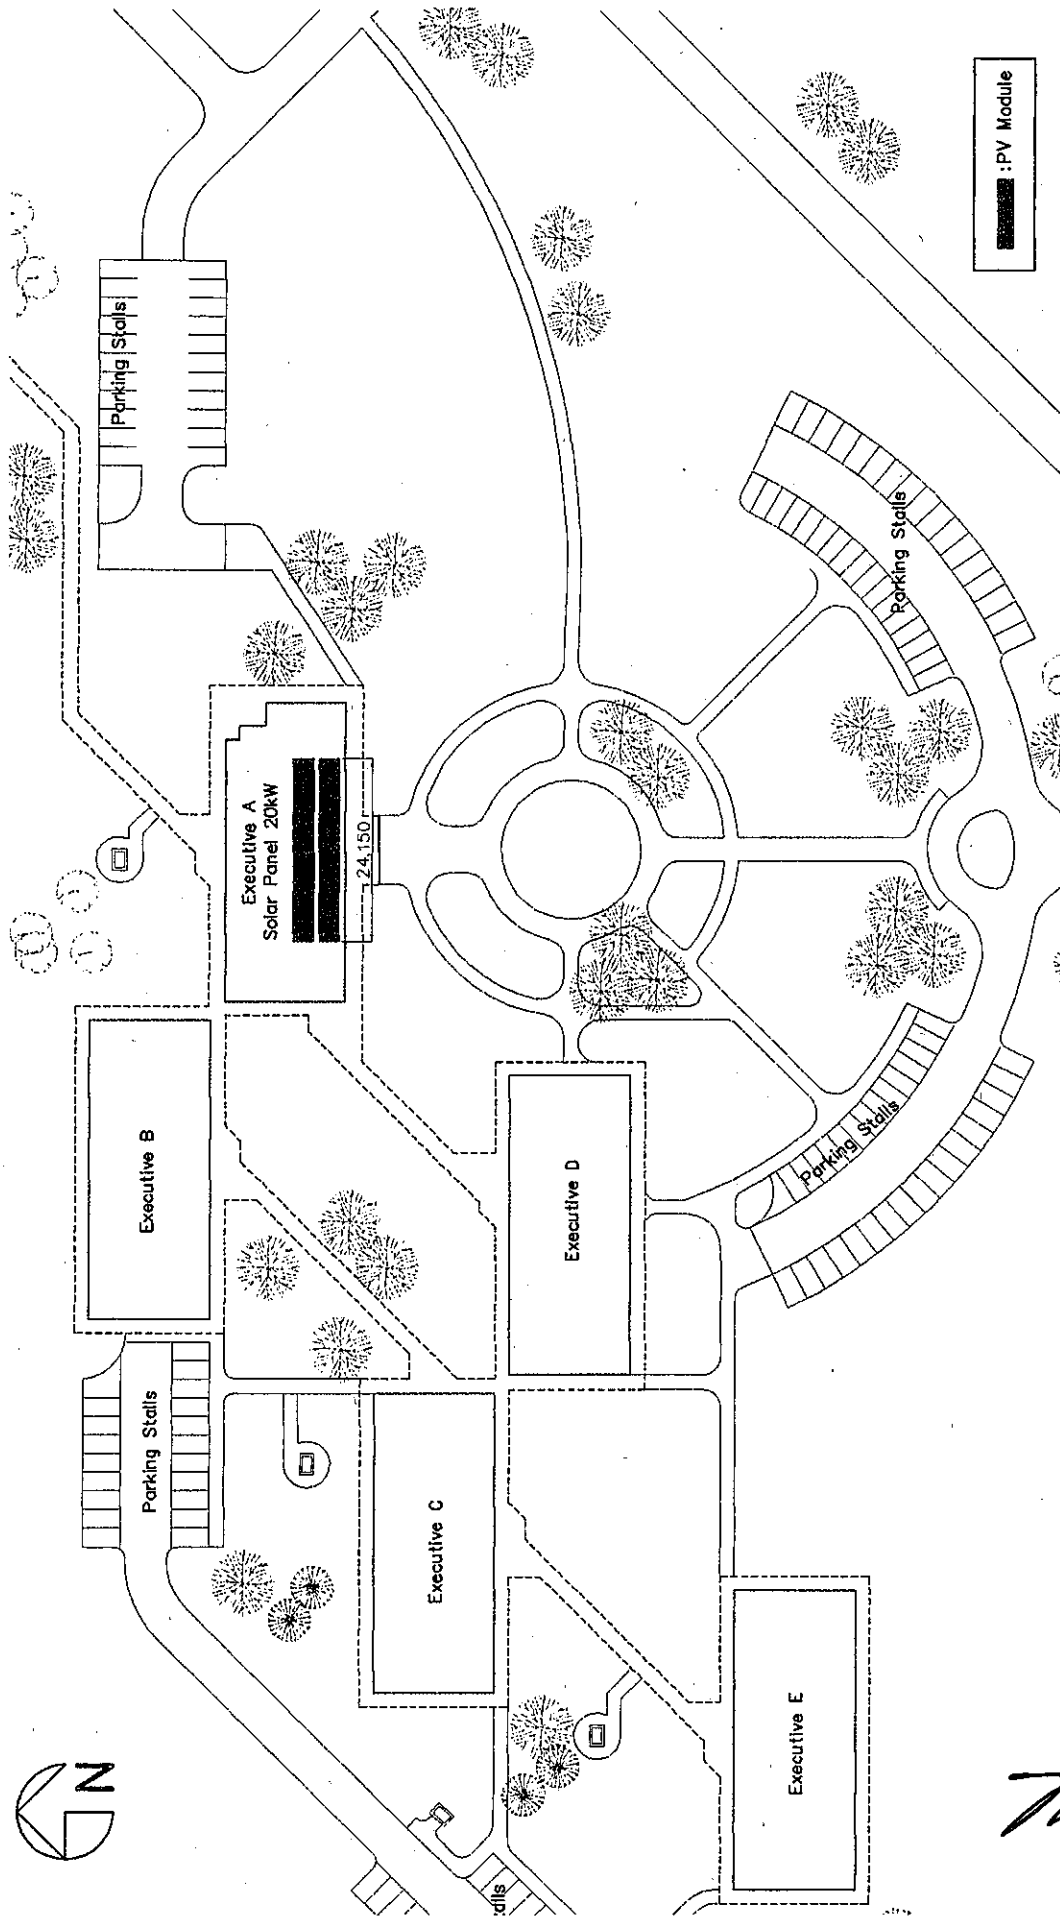 :PV Module
Parking Stalls
Parking Stalls
Executive A
Solar Panel 20kW
24,150
Executive B
Executive D
Parking Stalls
Parking Stalls
Executive C
Executive E
N